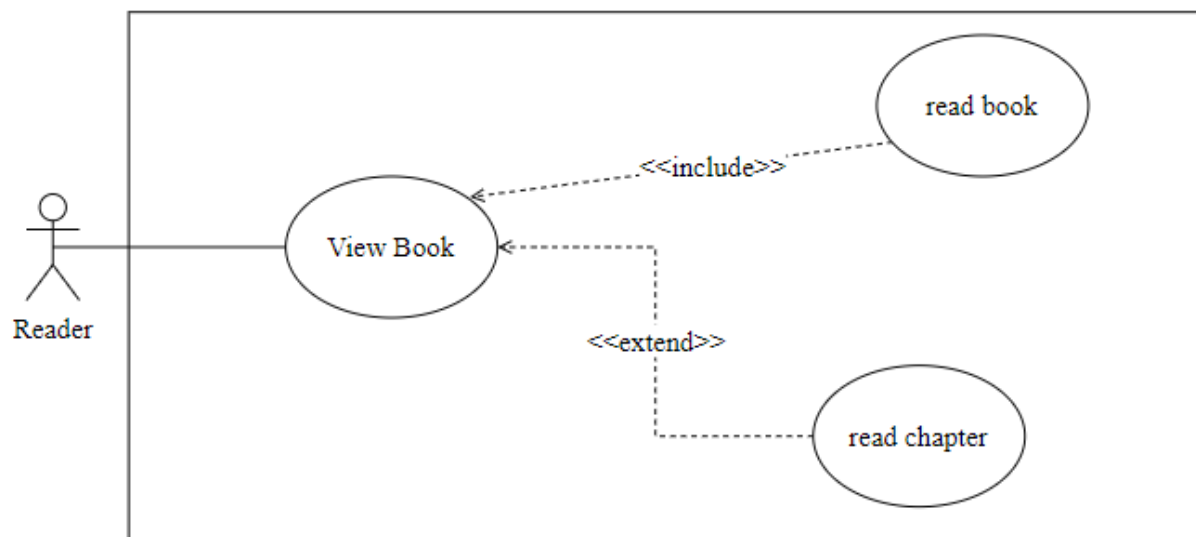 read book
<<include>>
View Book
Reader
<<extend>>
read chapter